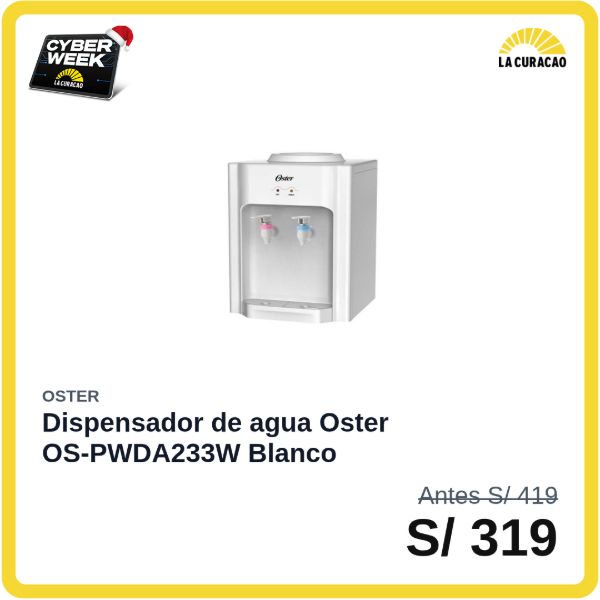 CYBER
WEEK
LA CURACAO
LA CURACAO
Oster
OSTER
Dispensador de agua Oster
OS-PWDA233W Blanco
Antes S/ 419
S/ 319